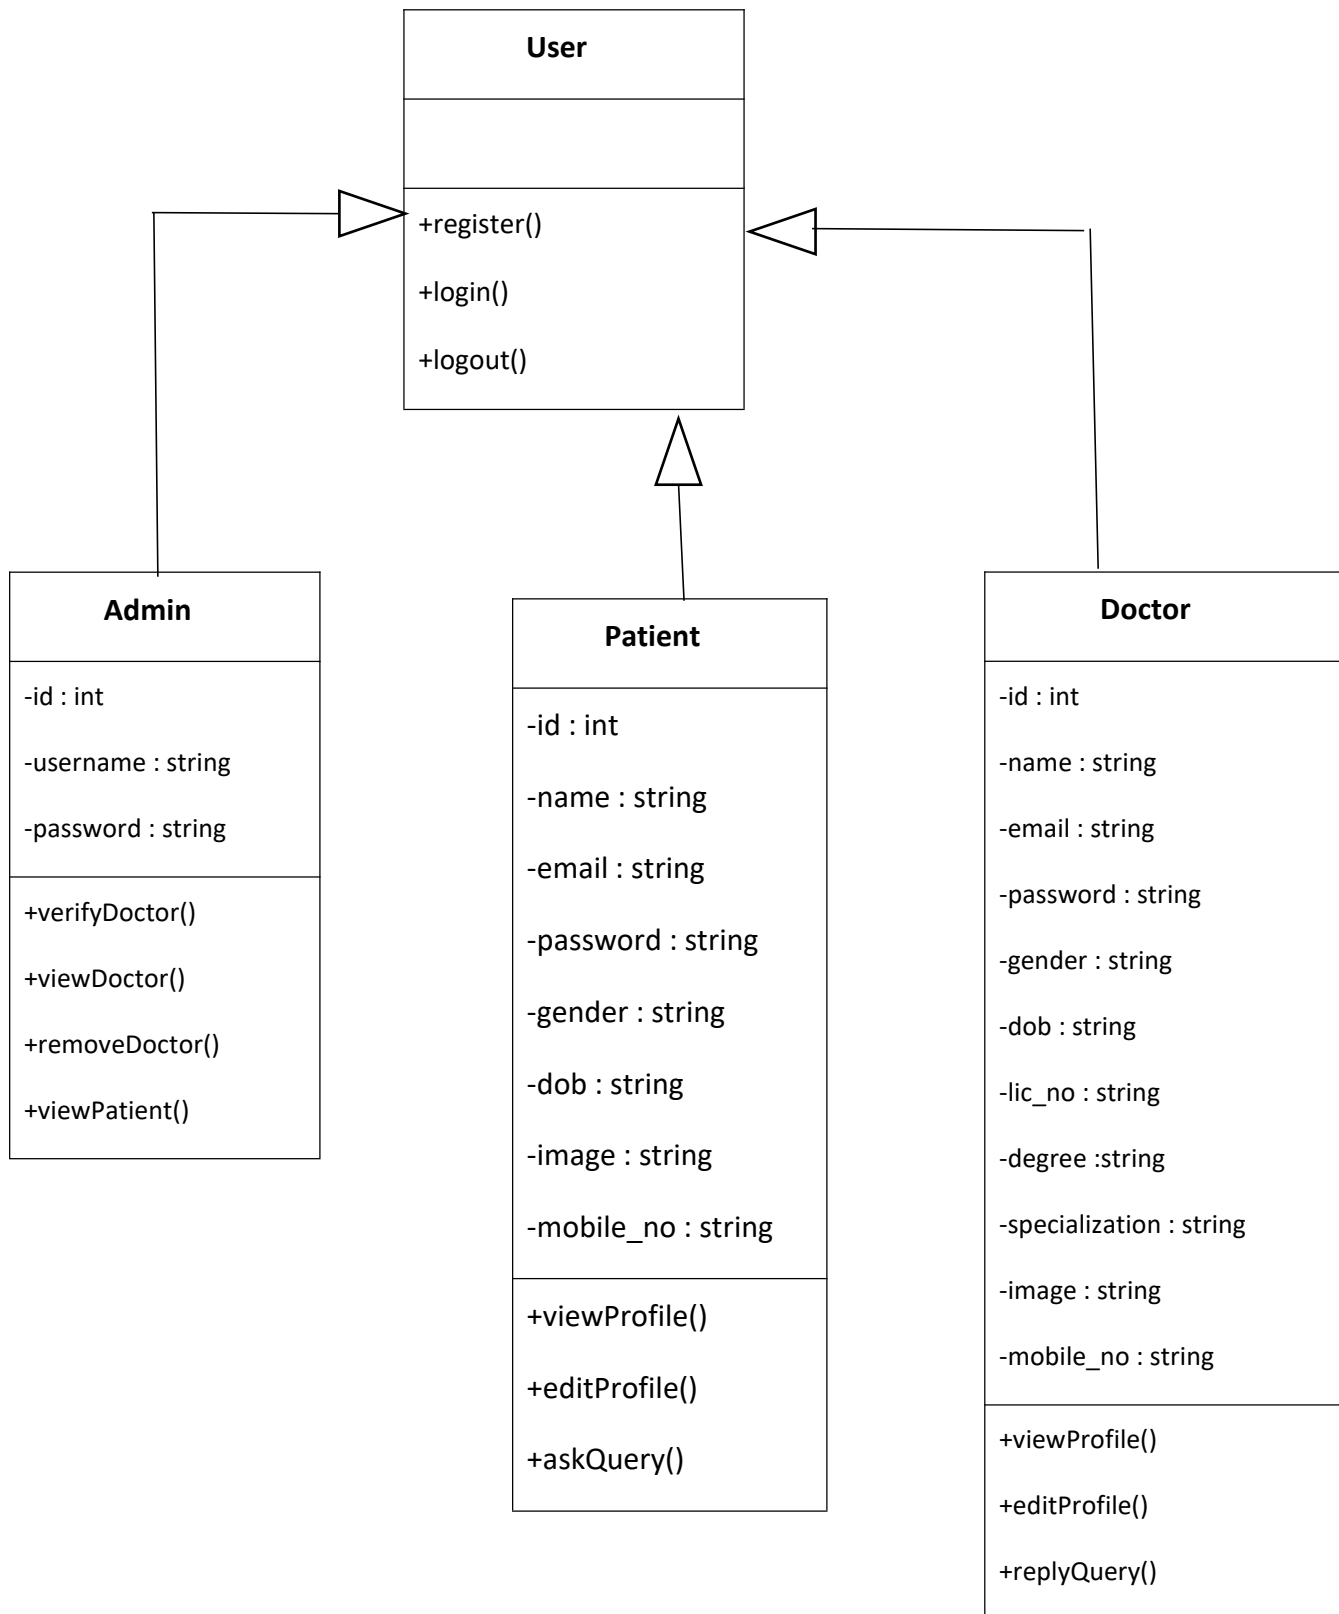 User
+register()
+login()
+logout()
Admin
-id : int
-username : string
-password : string
+verifyDoctor()
+viewDoctor()
+removeDoctor()
+viewPatient()
Patient
-id : int
-name : string
-email : string
-password : string
-gender : string
-dob : string
-image : string
-mobile_no : string
+viewProfile()
+editProfile()
+askQuery()
Doctor
-id : int
-name : string
-email : string
-password : string
-gender : string
-dob : string
-lic_no : string
-degree :string
-specialization : string
-image : string
-mobile_no : string
+viewProfile()
+editProfile()
+replyQuery()